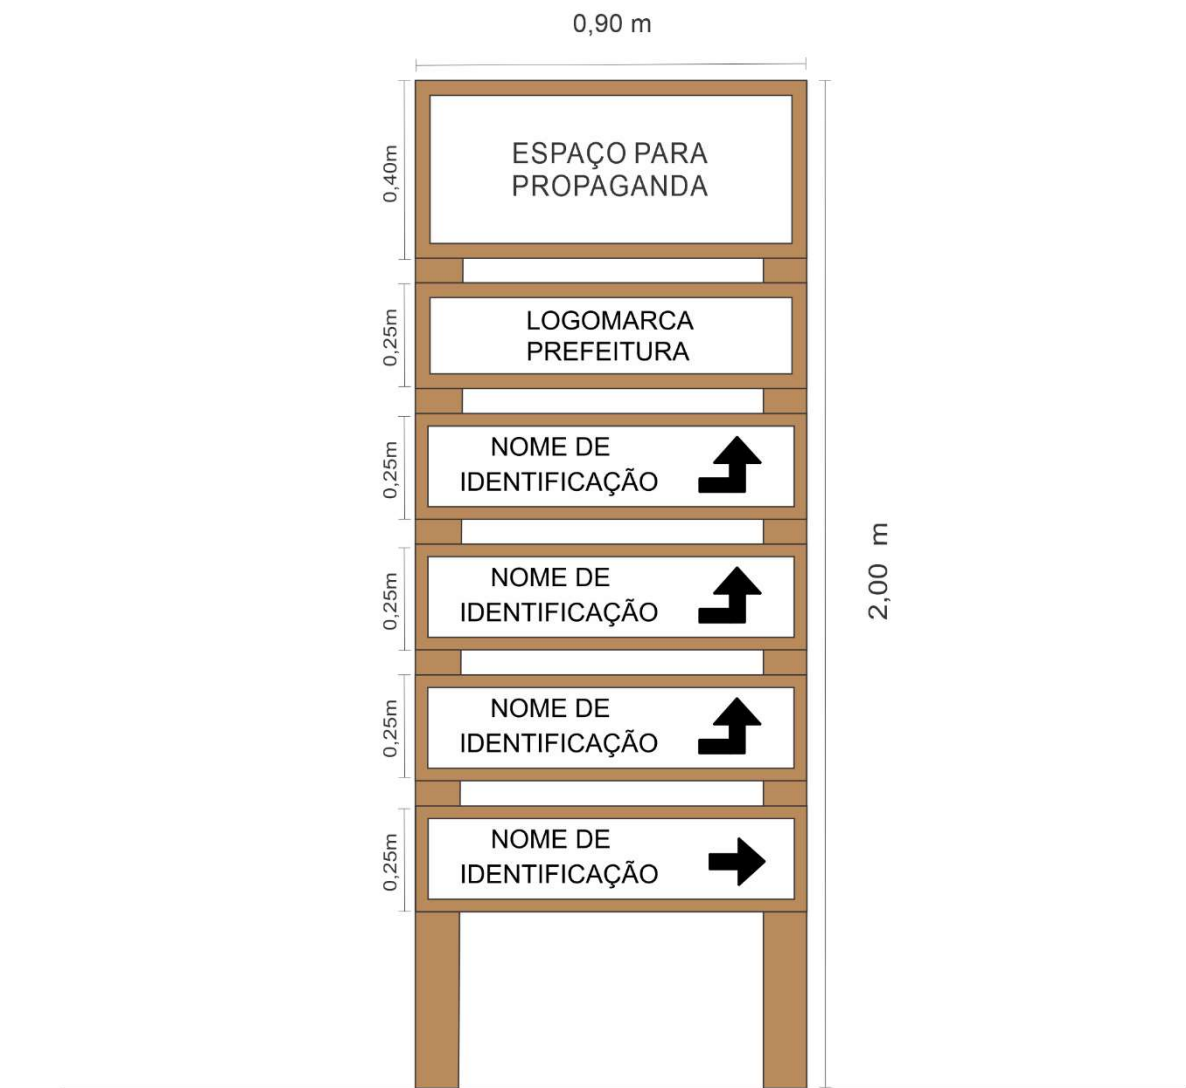 0,90 m
0,40m
ESPAÇO PARA
PROPAGANDA
0,25m
LOGOMARCA
PREFEITURA
0,25m
NOME DE
IDENTIFICAÇÃO
0,25m
NOME DE
IDENTIFICAÇÃO
2,00 m
0,25m
NOME DE
IDENTIFICAÇÃO
0,25m
NOME DE
IDENTIFICAÇÃO